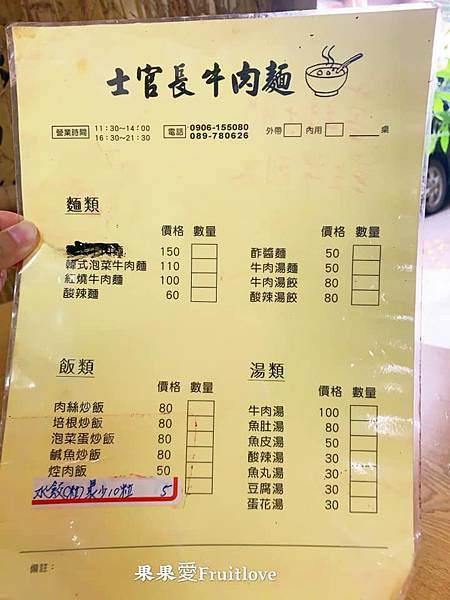 士官長牛肉麵
營業時間 11:30~14:00
16:30~21:30
電話 0906-155080
089-780626
外帶 內用 桌
麵類
價格 數量
150
韓式泡菜牛肉麵 110
紅燒牛肉麵 100
酸辣麵 60
價格 數量
酢醬麵 50
牛肉湯麵 50
牛肉湯餃 80
酸辣湯餃 80
飯類
價格 數量
肉絲炒飯 80
培根炒飯 80
泡菜蛋炒飯 80
鹹魚炒飯 80
焢肉飯 50
水餃(粒)最少10粒 5
湯類
價格 數量
牛肉湯 100
魚肚湯 80
魚皮湯 50
酸辣湯 30
魚丸湯 30
豆腐湯 30
蛋花湯 30
備註：
果果愛Fruitlove